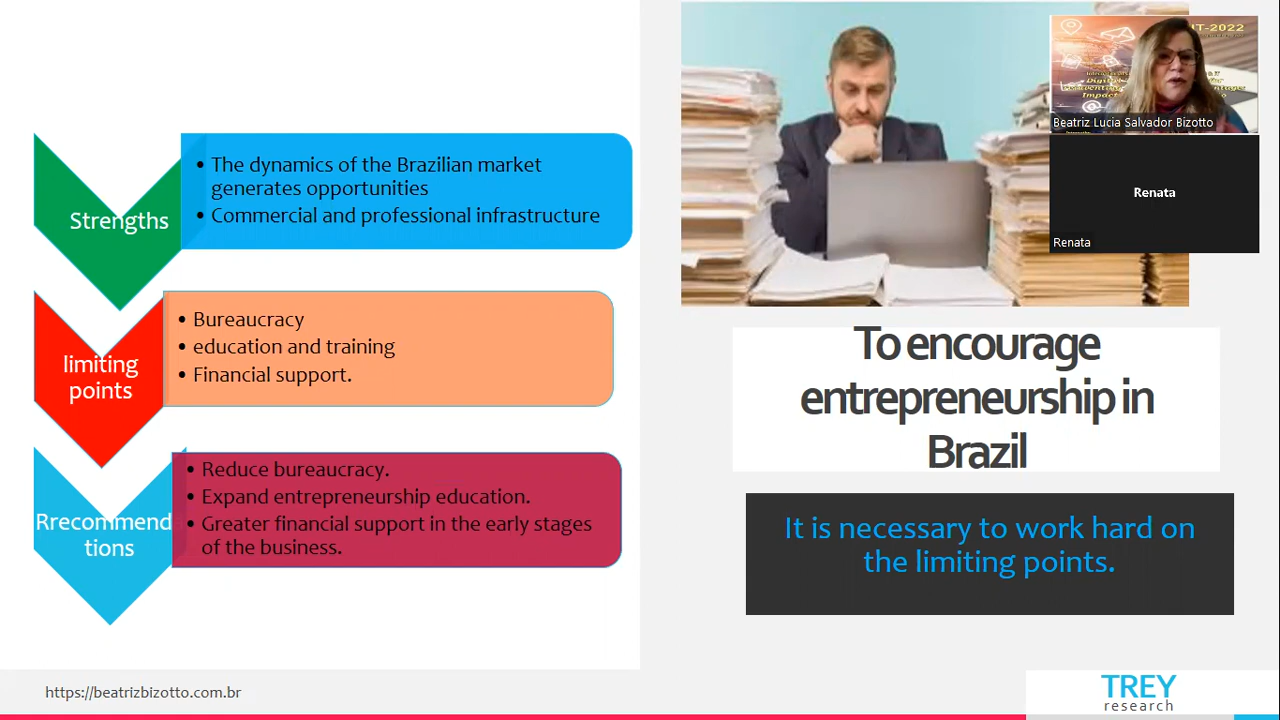 • The dynamics of the Brazilian market
generates opportunities
• Commercial and professional infrastructure
Strengths
• Bureaucracy
• education and training
• Financial support.
limiting
points
• Reduce bureaucracy.
• Expand entrepreneurship education.
• Greater financial support in the early stages
of the business.
Rrecommenda
tions
https://beatrizbizotto.com.br
IT-2022
Beatriz Lucia Salvador Bizotto
Renata
Renata
To encourage
entrepreneurship in
Brazil
It is necessary to work hard on
the limiting points.
TREY
research